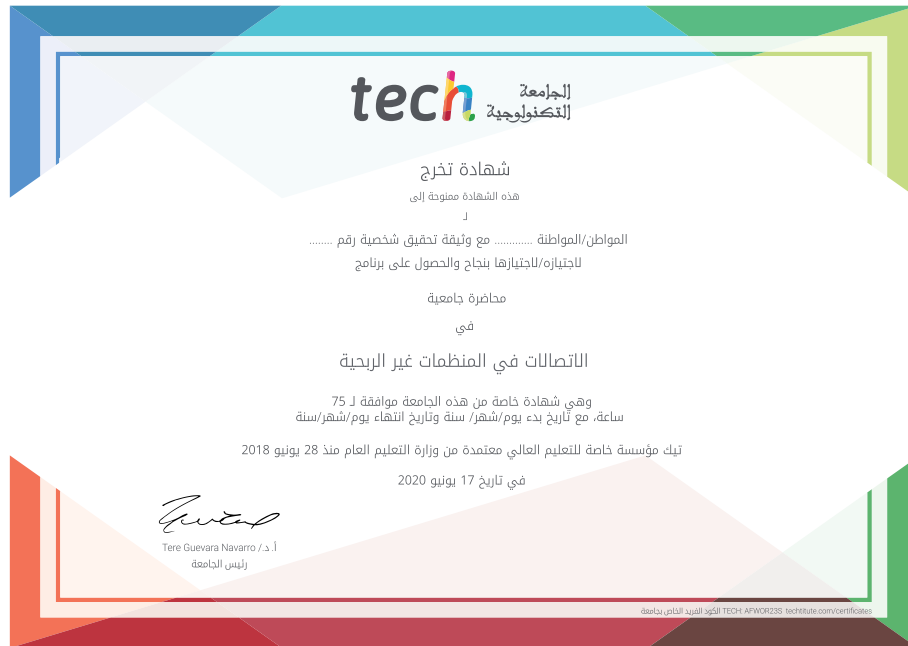 tech الجامعة
التكنولوجية
شهادة تخرج
هذه الشهادة ممنوحة إلى
لـ
المواطن/المواطنة ............. مع وثيقة تحقيق شخصية رقم ........
لاجتيازه/لاجتيازها بنجاح والحصول على برنامج
محاضرة جامعية
في
الاتصالات في المنظمات غير الربحية
وهي شهادة خاصة من هذه الجامعة موافقة لـ 75
ساعة، مع تاريخ بدء يوم/شهر/ سنة وتاريخ انتهاء يوم/شهر/سنة
تيك مؤسسة خاصة للتعليم العالي معتمدة من وزارة التعليم العام منذ 28 يونيو 2018
في تاريخ 17 يونيو 2020
أ. د./ Tere Guevara Navarro
رئيس الجامعة
الكود الفريد الخاص بجامعة TECH: AFWOR23S techtitute.com/certificates